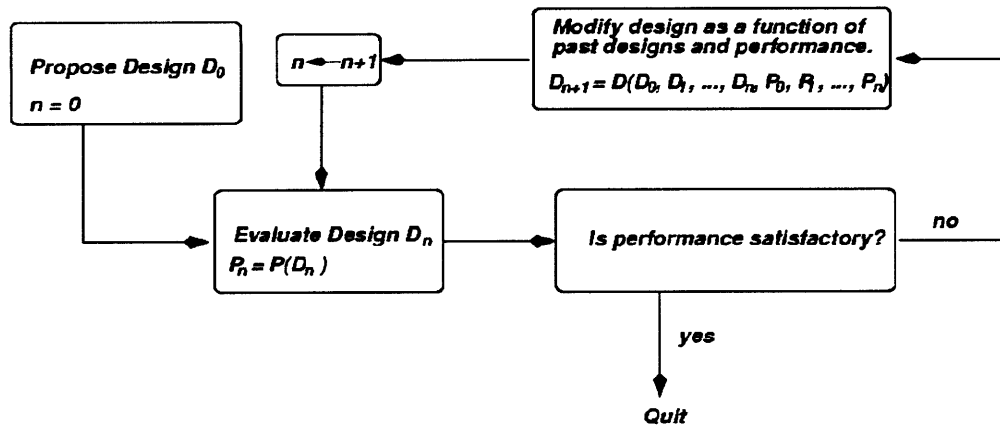 Propose Design D₀
n = 0
n ← n+1
Modify design as a function of
past designs and performance.
Dₙ₊₁ = D(D₀, D₁, ..., Dₙ, P₀, P₁, ..., Pₙ)
Evaluate Design Dₙ
Pₙ = P(Dₙ)
Is performance satisfactory?
no
yes
Quit